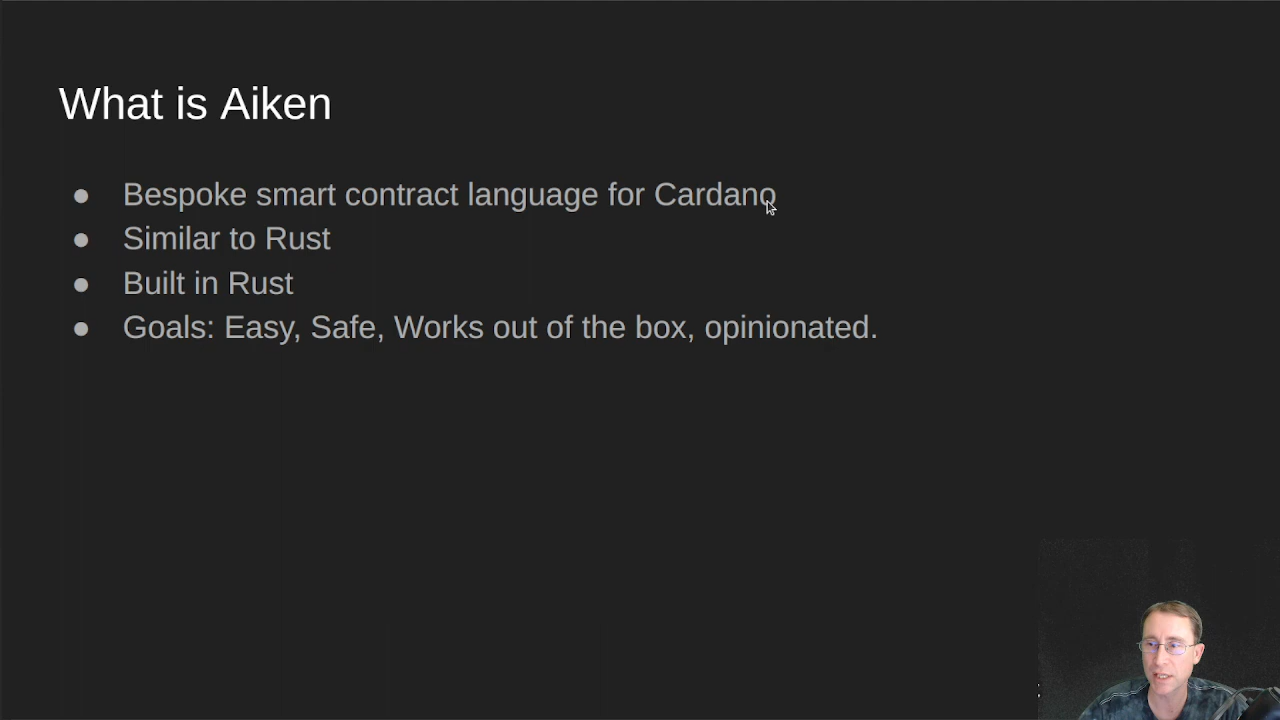 What is Aiken
● Bespoke smart contract language for Cardano
● Similar to Rust
● Built in Rust
● Goals: Easy, Safe, Works out of the box, opinionated.